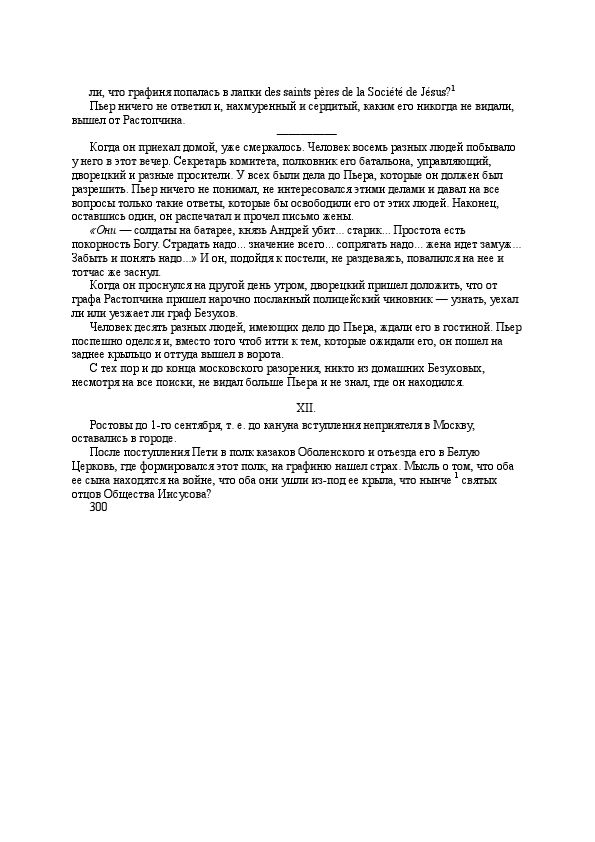 ли, что графиня попалась в лапки des saints pères de la Société de Jésus?1
Пьер ничего не ответил и, нахмуренный и сердитый, каким его никогда не видали,
вышел от Растопчина.
Когда он приехал домой, уже смеркалось. Человек восемь разных людей побывало
у него в этот вечер. Секретарь комитета, полковник его батальона, управляющий,
дворецкий и разные просители. У всех были дела до Пьера, которые он должен был
разрешить. Пьер ничего не понимал, не интересовался этими делами и давал на все
вопросы только такие ответы, которые бы освободили его от этих людей. Наконец,
оставшись один, он распечатал и прочел письмо жены.
«Они — солдаты на батарее, князь Андрей убит... старик... Простота есть
покорность Богу. Страдать надо... значение всего... сопрягать надо... жена идет замуж...
Забыть и понять надо...» И он, подойдя к постели, не раздеваясь, повалился на нее и
тотчас же заснул.
Когда он проснулся на другой день утром, дворецкий пришел доложить, что от
графа Растопчина пришел нарочно посланный полицейский чиновник — узнать, уехал
ли или уезжает ли граф Безухов.
Человек десять разных людей, имеющих дело до Пьера, ждали его в гостиной. Пьер
поспешно оделся и, вместо того чтоб итти к тем, которые ожидали его, он пошел на
заднее крыльцо и оттуда вышел в ворота.
С тех пор и до конца московского разорения, никто из домашних Безуховых,
несмотря на все поиски, не видал больше Пьера и не знал, где он находился.
XII.
Ростовы до 1-го сентября, т. е. до кануна вступления неприятеля в Москву,
оставались в городе.
После поступления Пети в полк казаков Оболенского и отъезда его в Белую
Церковь, где формировался этот полк, на графиню нашел страх. Мысль о том, что оба
ее сына находятся на войне, что оба они ушли из-под ее крыла, что нынче 1 святых
отцов Общества Иисусова?
300